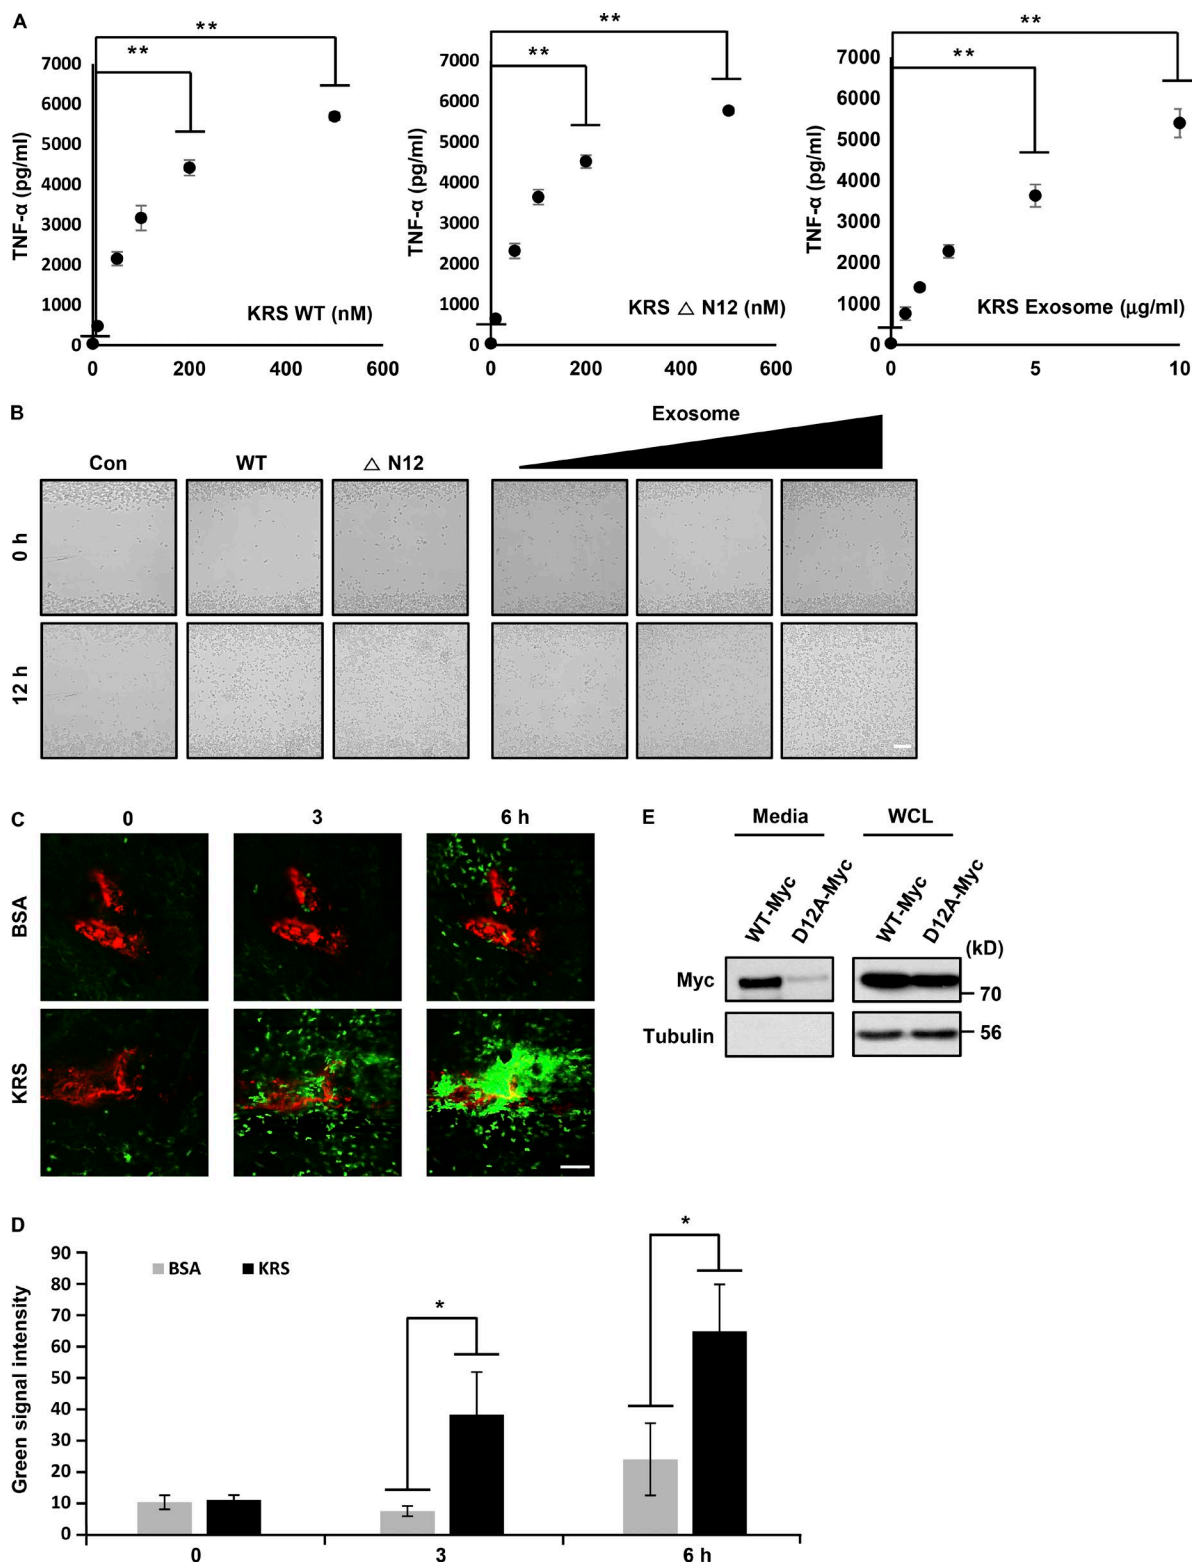 A
** ** ** ** ** **
TNF-α (pg/ml)
7000
6000
5000
4000
3000
2000
1000
0
KRS WT (nM)
0 200 400 600
TNF-α (pg/ml)
7000
6000
5000
4000
3000
2000
1000
0
KRS △ N12 (nM)
0 200 400 600
TNF-α (pg/ml)
7000
6000
5000
4000
3000
2000
1000
0
KRS Exosome (μg/ml)
0 5 10
B
Exosome
Con WT △ N12
0 h
12 h
C
0 3 6 h
BSA
KRS
E
Media WCL
WT-Myc D12A-Myc WT-Myc D12A-Myc
(kD)
Myc
70
Tubulin
56
D
BSA KRS
* *
Green signal intensity
90
80
70
60
50
40
30
20
10
0
0 3 6 h